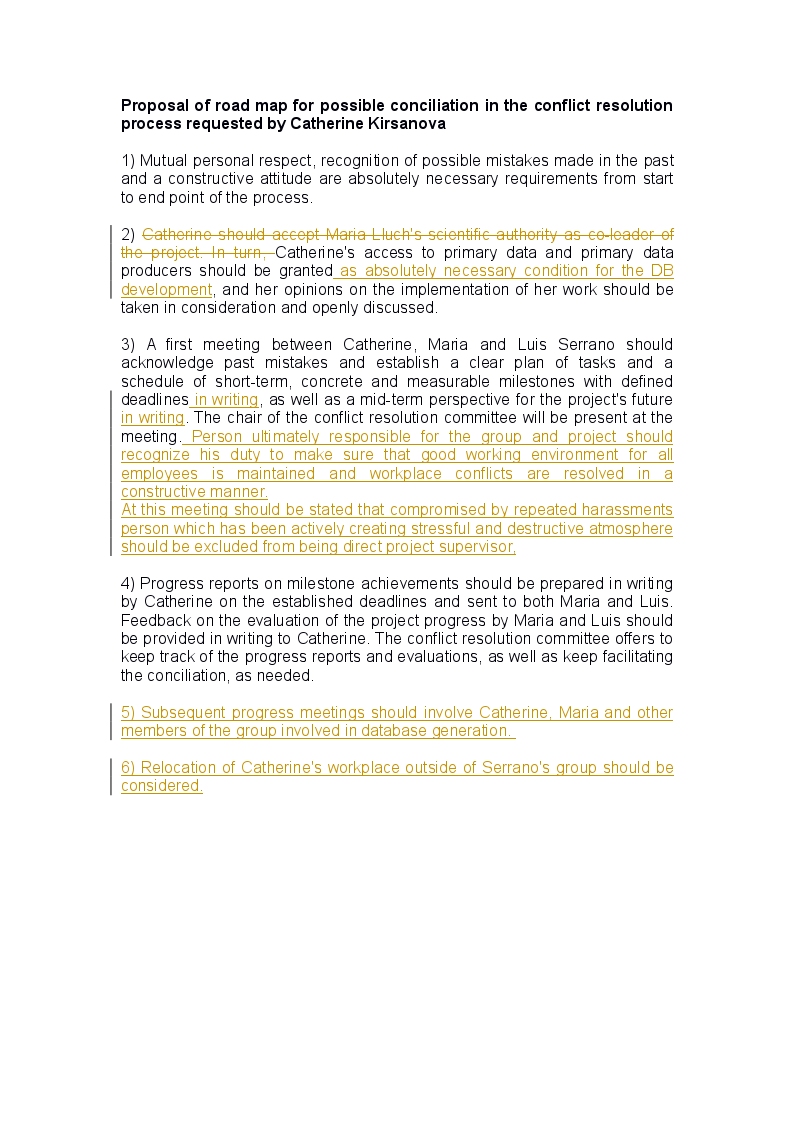 Proposal of road map for possible conciliation in the conflict resolution
process requested by Catherine Kirsanova
1) Mutual personal respect, recognition of possible mistakes made in the past
and a constructive attitude are absolutely necessary requirements from start
to end point of the process.
2) Catherine should accept Maria Lluch's scientific authority as co-leader of
the project. In turn, Catherine's access to primary data and primary data
producers should be granted as absolutely necessary condition for the DB
development, and her opinions on the implementation of her work should be
taken in consideration and openly discussed.
3) A first meeting between Catherine, Maria and Luis Serrano should
acknowledge past mistakes and establish a clear plan of tasks and a
schedule of short-term, concrete and measurable milestones with defined
deadlines in writing, as well as a mid-term perspective for the project's future
in writing. The chair of the conflict resolution committee will be present at the
meeting. Person ultimately responsible for the group and project should
recognize his duty to make sure that good working environment for all
employees is maintained and workplace conflicts are resolved in a
constructive manner.
At this meeting should be stated that compromised by repeated harassments
person which has been actively creating stressful and destructive atmosphere
should be excluded from being direct project supervisor,
4) Progress reports on milestone achievements should be prepared in writing
by Catherine on the established deadlines and sent to both Maria and Luis.
Feedback on the evaluation of the project progress by Maria and Luis should
be provided in writing to Catherine. The conflict resolution committee offers to
keep track of the progress reports and evaluations, as well as keep facilitating
the conciliation, as needed.
5) Subsequent progress meetings should involve Catherine, Maria and other
members of the group involved in database generation.
6) Relocation of Catherine's workplace outside of Serrano's group should be
considered.